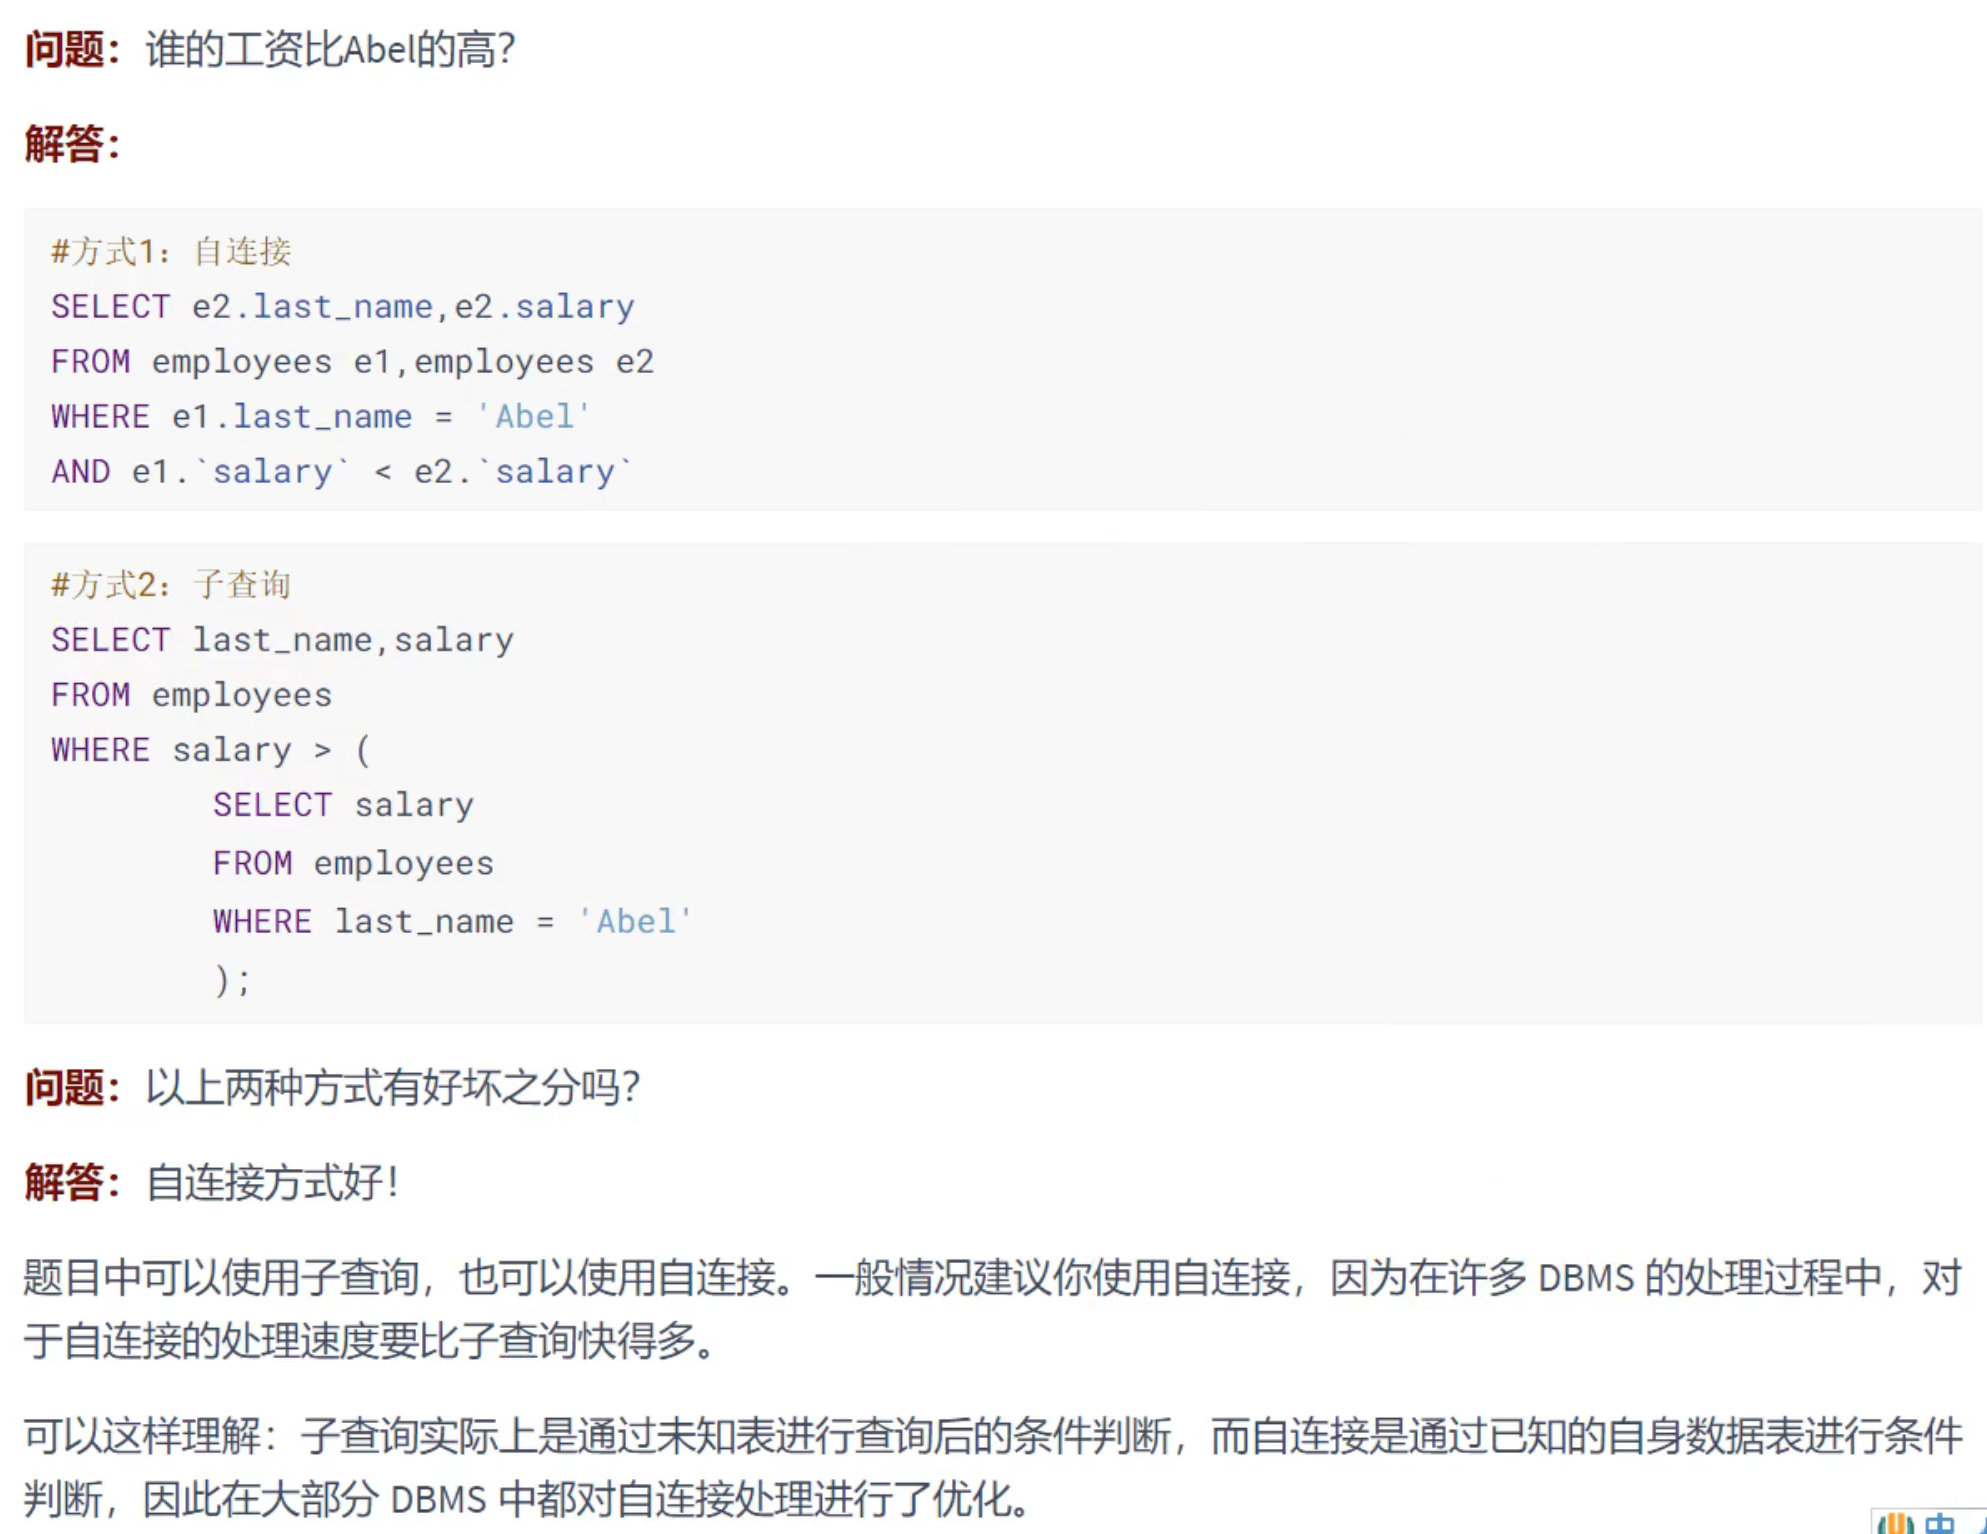 问题：谁的工资比Abel的高？
解答：
#方式1：自连接
SELECT e2.last_name,e2.salary
FROM employees e1,employees e2
WHERE e1.last_name = 'Abel'
AND e1.`salary` < e2.`salary`
#方式2：子查询
SELECT last_name,salary
FROM employees
WHERE salary > (
SELECT salary
FROM employees
WHERE last_name = 'Abel'
);
问题：以上两种方式有好坏之分吗？
解答：自连接方式好！
题目中可以使用子查询，也可以使用自连接。一般情况建议你使用自连接，因为在许多 DBMS 的处理过程中，对
于自连接的处理速度要比子查询快得多。
可以这样理解：子查询实际上是通过未知表进行查询后的条件判断，而自连接是通过已知的自身数据表进行条件
判断，因此在大部分 DBMS 中都对自连接处理进行了优化。
中